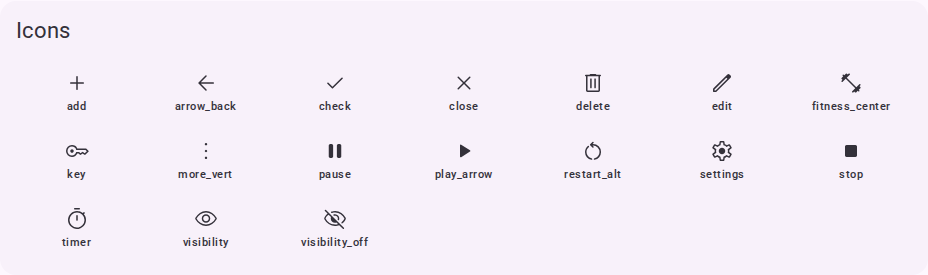 Icons
add arrow_back check close delete edit fitness_center
key more_vert pause play_arrow restart_alt settings stop
timer visibility visibility_off